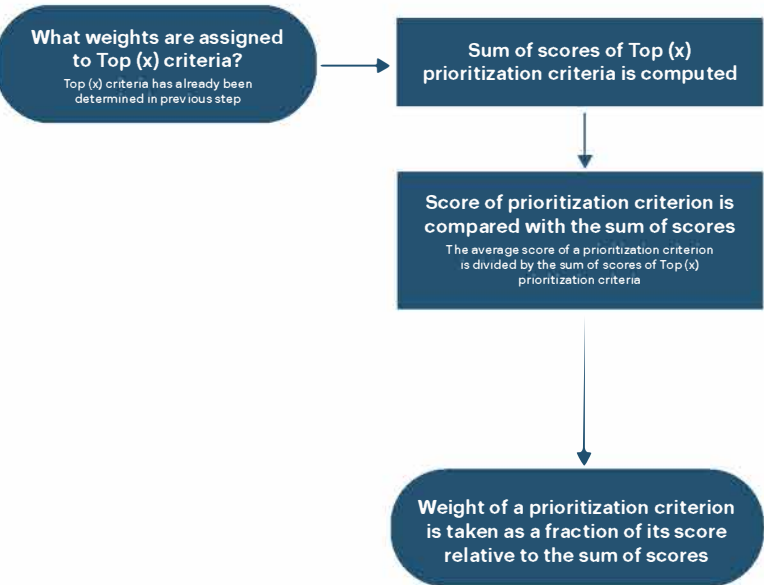 What weights are assigned
to Top (x) criteria?
Top (x) criteria has already been
determined in previous step
Sum of scores of Top (x)
prioritization criteria is computed
Score of prioritization criterion is
compared with the sum of scores
The average score of a prioritization criterion
is divided by the sum of scores of Top (x)
prioritization criteria
Weight of a prioritization criterion
is taken as a fraction of its score
relative to the sum of scores